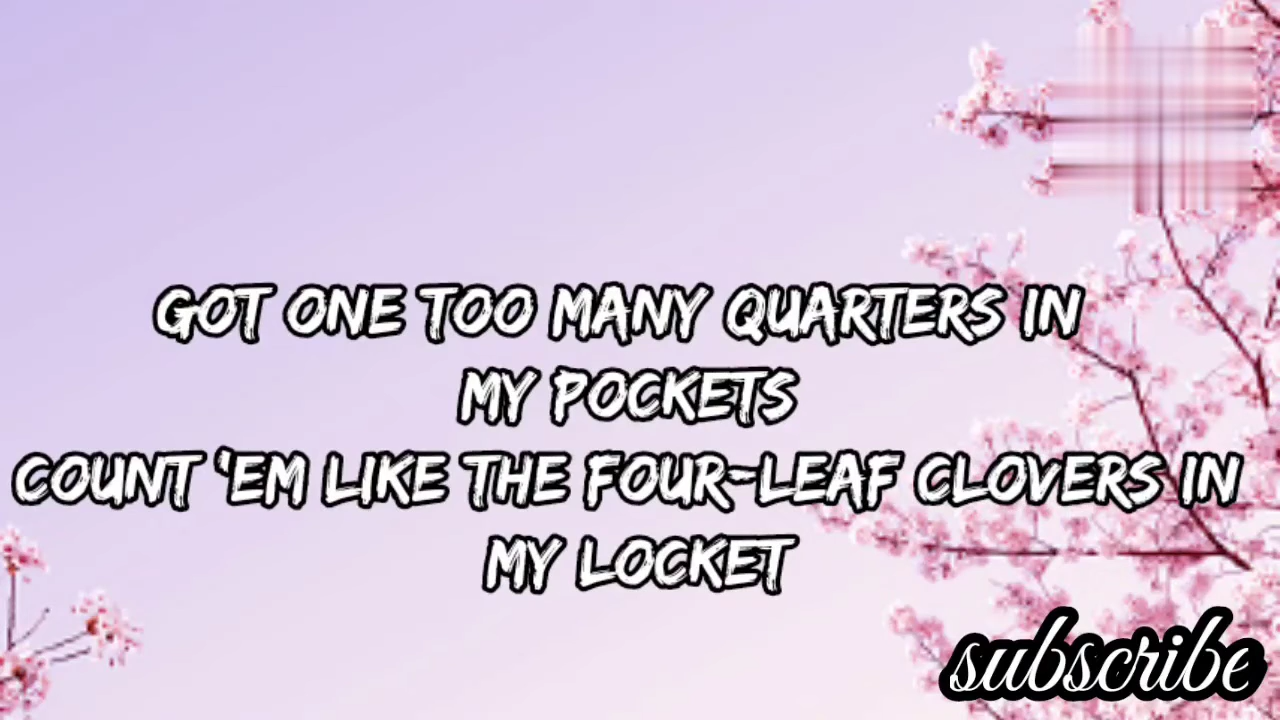 GOT ONE TOO MANY QUARTERS IN
MY POCKETS
COUNT 'EM LIKE THE FOUR-LEAF CLOVERS IN
MY LOCKET
subscribe